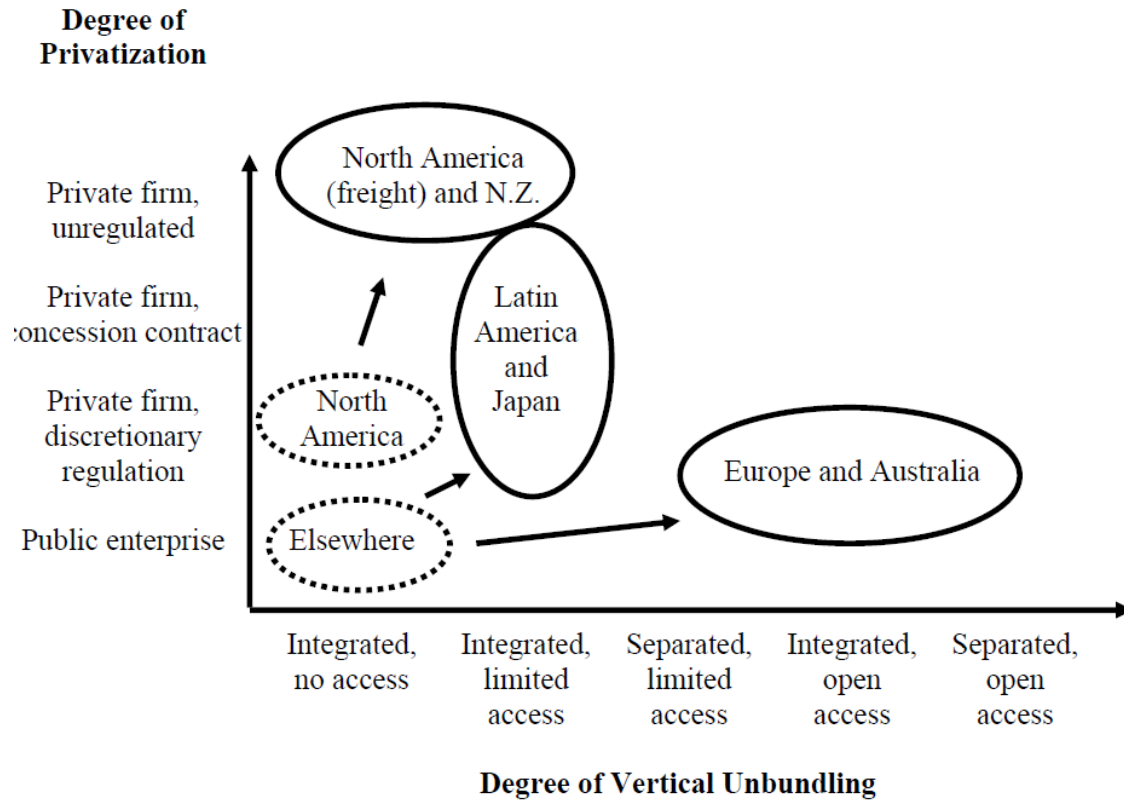 Degree of
Privatization
North America
(freight) and N.Z.
Private firm,
unregulated
Private firm,
concession contract
Latin
America
and
Japan
Private firm,
discretionary
regulation
North
America
Europe and Australia
Public enterprise
Elsewhere
Integrated,
no access
Integrated,
limited
access
Separated,
limited
access
Integrated,
open
access
Separated,
open
access
Degree of Vertical Unbundling